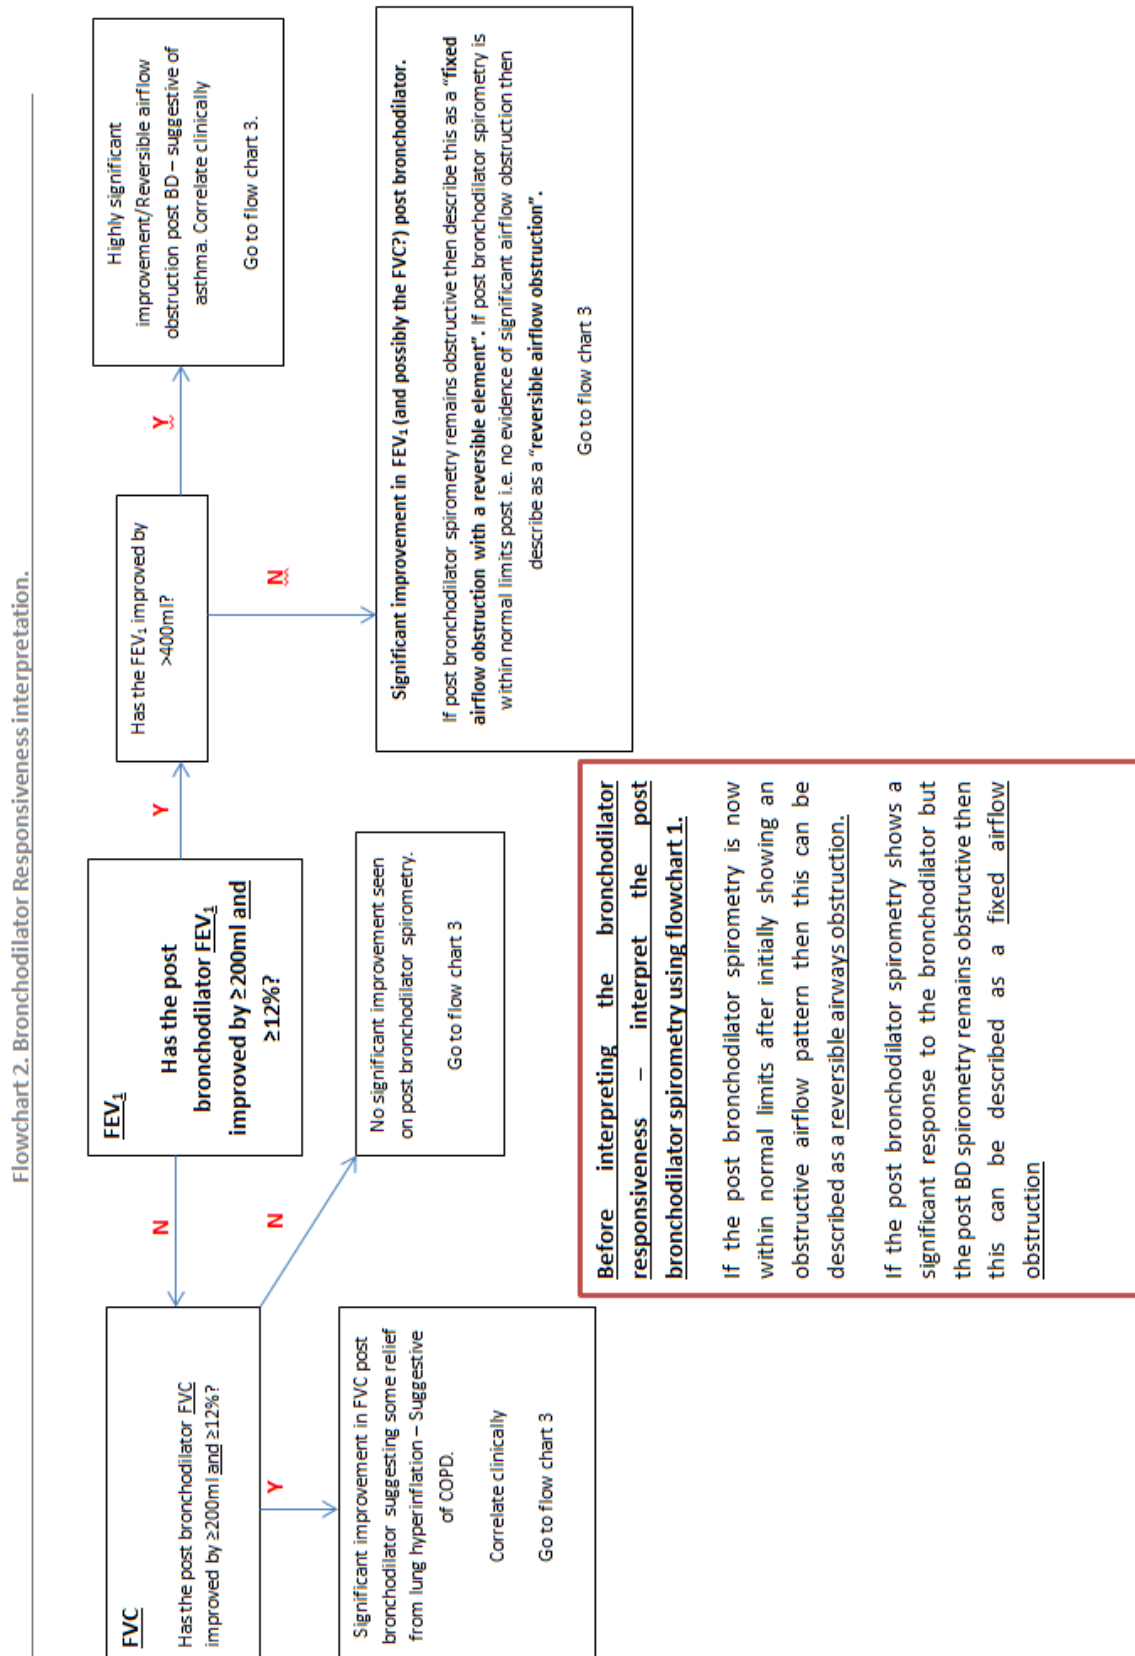 Flowchart 2. Bronchodilator Responsiveness interpretation.
FVC
Has the post bronchodilator FVC
improved by ≥200ml and ≥12%?
N
FEV₁
Has the post
bronchodilator FEV₁
improved by ≥200ml and
≥12%?
Y
Has the FEV₁ improved by
>400ml?
Y
Highly significant
improvement/Reversible airflow
obstruction post BD – suggestive of
asthma. Correlate clinically
Go to flow chart 3.
Y
N
N
Significant improvement in FVC post
bronchodilator suggesting some relief
from lung hyperinflation – Suggestive
of COPD.
Correlate clinically
Go to flow chart 3
No significant improvement seen
on post bronchodilator spirometry.
Go to flow chart 3
Significant improvement in FEV₁ (and possibly the FVC?) post bronchodilator.
If post bronchodilator spirometry remains obstructive then describe this as a “fixed
airflow obstruction with a reversible element”. If post bronchodilator spirometry is
within normal limits post i.e. no evidence of significant airflow obstruction then
describe as a “reversible airflow obstruction”.
Go to flow chart 3
Before interpreting the bronchodilator
responsiveness – interpret the post
bronchodilator spirometry using flowchart 1.
If the post bronchodilator spirometry is now
within normal limits after initially showing an
obstructive airflow pattern then this can be
described as a reversible airways obstruction.
If the post bronchodilator spirometry shows a
significant response to the bronchodilator but
the post BD spirometry remains obstructive then
this can be described as a fixed airflow
obstruction